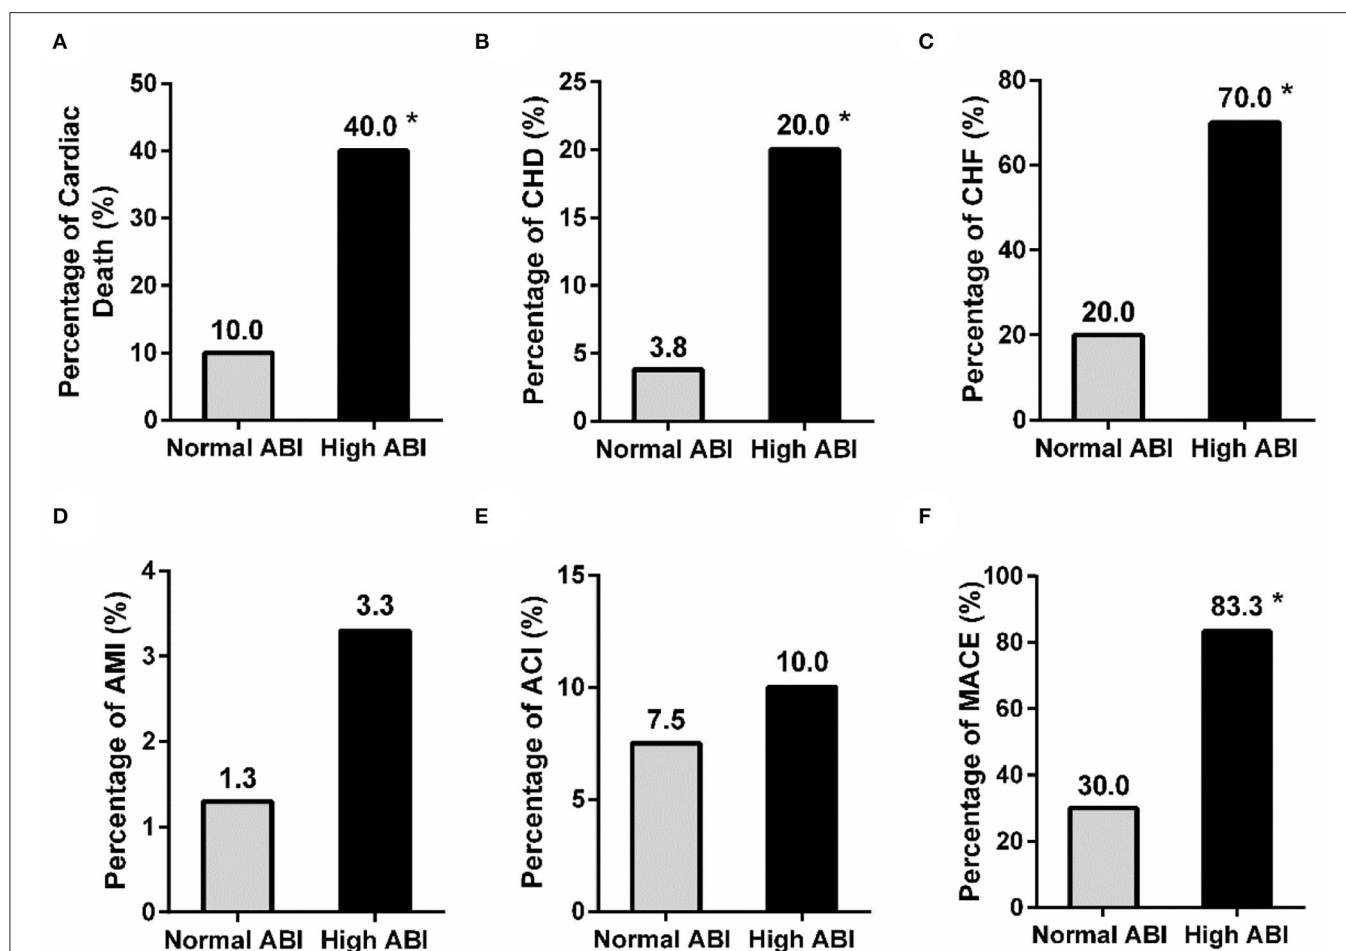 A
Percentage of Cardiac
Death (%)
50
40
30
20
10
0
10.0
40.0 *
Normal ABI
High ABI
B
Percentage of CHD (%)
25
20
15
10
5
0
3.8
20.0 *
Normal ABI
High ABI
C
Percentage of CHF (%)
80
60
40
20
0
20.0
70.0 *
Normal ABI
High ABI
D
Percentage of AMI (%)
4
3
2
1
0
1.3
3.3
Normal ABI
High ABI
E
Percentage of ACI (%)
15
10
5
0
7.5
10.0
Normal ABI
High ABI
F
Percentage of MACE (%)
100
80
60
40
20
0
30.0
83.3 *
Normal ABI
High ABI